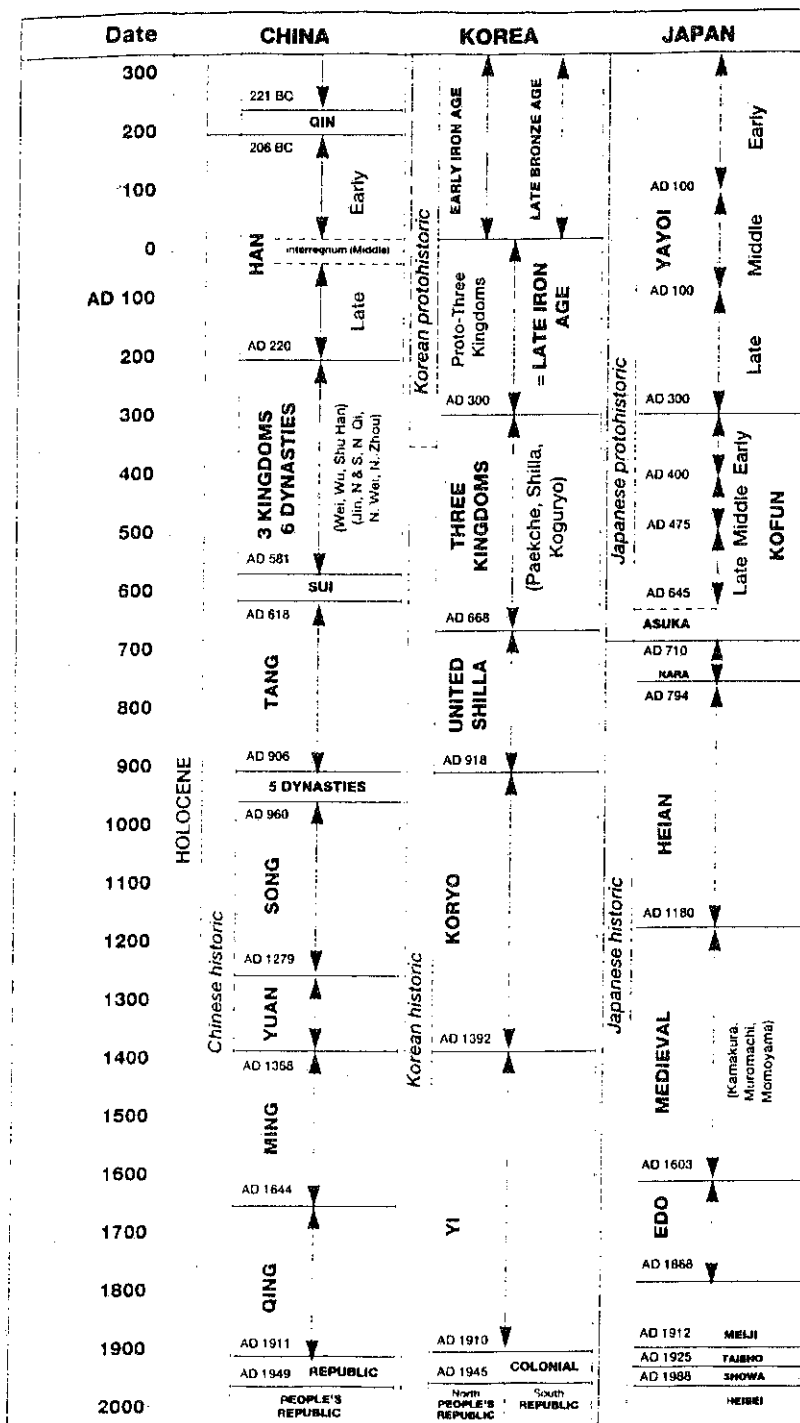 Date CHINA KOREA JAPAN
300
200
100
0
AD 100
200
300
400
500
600
700
800
900
1000
1100
1200
1300
1400
1500
1600
1700
1800
1900
2000
HOLOCENE
Chinese historic
221 BC
QIN
206 BC
HAN
Early
Interregnum (Middle)
Late
AD 220
3 KINGDOMS
6 DYNASTIES
(Wei, Wu, Shu Han)
(Jin, N & S. N Qi,
N. Wei, N. Zhou)
AD 581
SUI
AD 618
TANG
AD 906
5 DYNASTIES
AD 960
SONG
AD 1279
YUAN
AD 1358
MING
AD 1644
QING
AD 1911
REPUBLIC
AD 1949
PEOPLE'S
REPUBLIC
Korean protohistoric
Korean historic
EARLY IRON AGE
LATE BRONZE AGE
Proto-Three
Kingdoms
= LATE IRON
AGE
AD 300
THREE
KINGDOMS
(Paekche, Shilla,
Koguryo)
AD 668
UNITED
SHILLA
AD 918
KORYO
AD 1392
YI
AD 1910
COLONIAL
AD 1945
North
PEOPLE'S
REPUBLIC
South
REPUBLIC
Japanese protohistoric
Japanese historic
YAYOI
Early
AD 100
Middle
AD 100
Late
AD 300
KOFUN
Early
AD 400
Middle
AD 475
Late
AD 645
ASUKA
AD 710
NARA
AD 794
HEIAN
AD 1180
MEDIEVAL
(Kamakura.
Muromachi,
Momoyama)
AD 1603
EDO
AD 1868
AD 1912 MEIJI
AD 1925
AD 1988 SHOWA